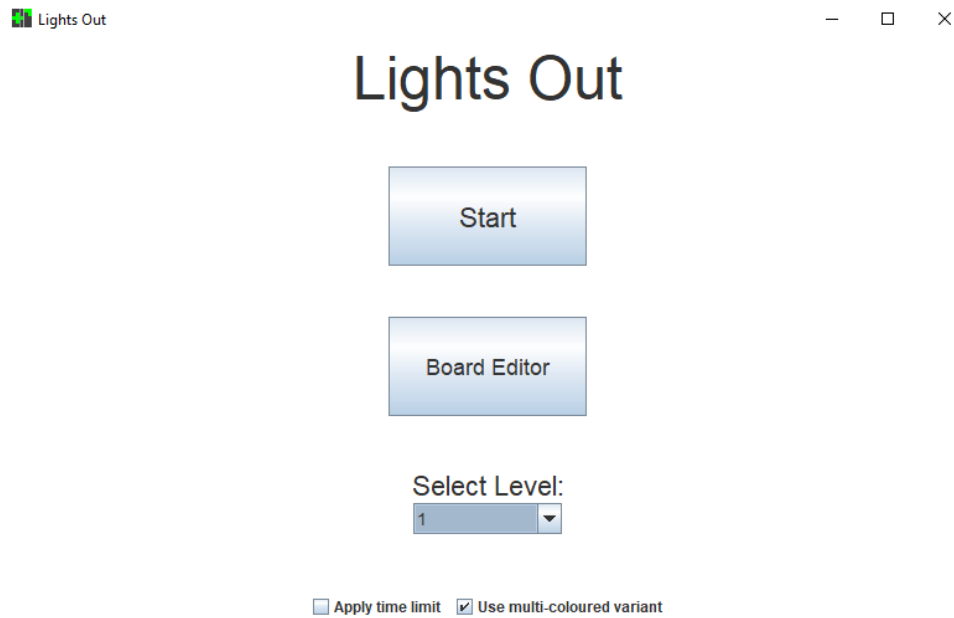 Lights Out
Lights Out
Start
Board Editor
Select Level:
1
Apply time limit Use multi-coloured variant